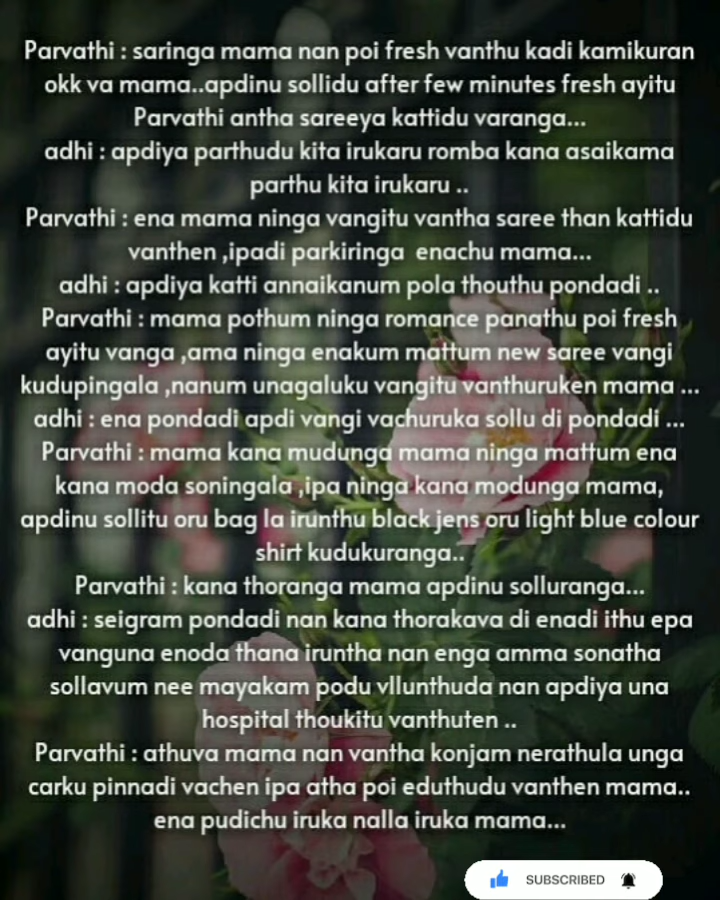 Parvathi : saringa mama nan poi fresh vanthu kadi kamikuran
okk va mama..apdinu sollidu after few minutes fresh ayitu
Parvathi antha sareeya kattidu varanga...
adhi : apdiya parthudu kita irukaru romba kana asaikama
parthu kita irukaru ..
Parvathi : ena mama ninga vangitu vantha saree than kattidu
vanthen ,ipadi parkiringa enachu mama...
adhi : apdiya katti annaikanum pola thouthu pondadi ..
Parvathi : mama pothum ninga romance panathu poi fresh
ayitu vanga ,ama ninga enakum mattum new saree vangi
kudupingala ,nanum unagaluku vangitu vanthuruken mama ...
adhi : ena pondadi apdi vangi vachuruka sollu di pondadi ...
Parvathi : mama kana mudunga mama ninga mattum ena
kana moda soningala ,ipa ninga kana modunga mama,
apdinu sollitu oru bag la irunthu black jens oru light blue colour
shirt kudukuranga..
Parvathi : kana thoranga mama apdinu solluranga...
adhi : seigram pondadi nan kana thorakava di enadi ithu epa
vanguna enoda thana iruntha nan enga amma sonatha
sollavum nee mayakam podu vllunthuda nan apdiya una
hospital thoukitu vanthuten ..
Parvathi : athuva mama nan vantha konjam nerathula unga
carku pinnadi vachen ipa atha poi eduthudu vanthen mama..
ena pudichu iruka nalla iruka mama...
SUBSCRIBED